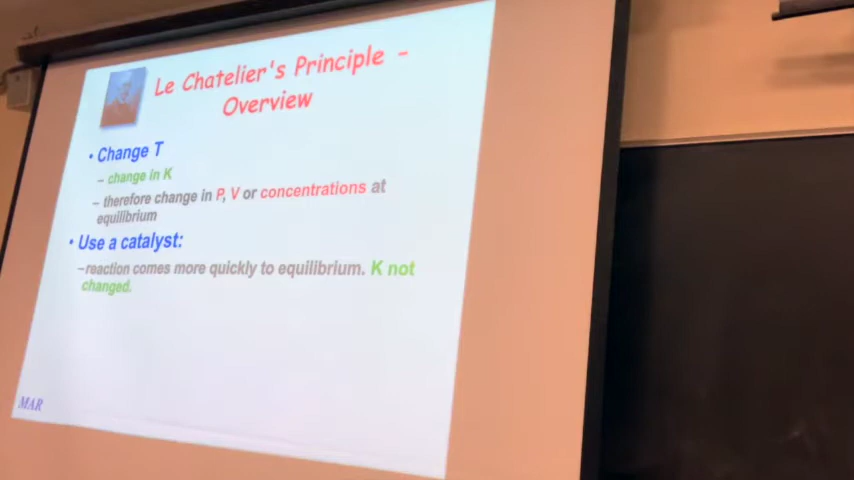 Le Chatelier's Principle -
Overview
• Change T
– change in K
– therefore change in P, V or concentrations at
equilibrium
• Use a catalyst:
–reaction comes more quickly to equilibrium. K not
changed.
MAR